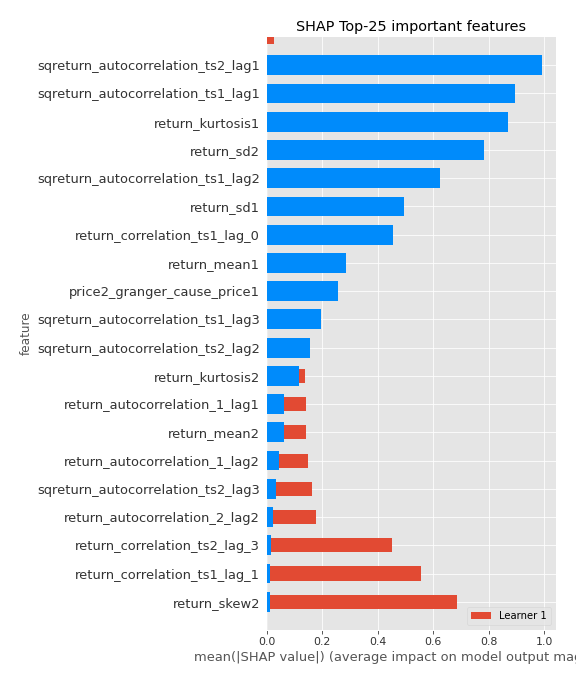 SHAP Top-25 important features
sqreturn_autocorrelation_ts2_lag1
sqreturn_autocorrelation_ts1_lag1
return_kurtosis1
return_sd2
sqreturn_autocorrelation_ts1_lag2
return_sd1
return_correlation_ts1_lag_0
return_mean1
price2_granger_cause_price1
sqreturn_autocorrelation_ts1_lag3
sqreturn_autocorrelation_ts2_lag2
return_kurtosis2
return_autocorrelation_1_lag1
return_mean2
return_autocorrelation_1_lag2
sqreturn_autocorrelation_ts2_lag3
return_autocorrelation_2_lag2
return_correlation_ts2_lag_3
return_correlation_ts1_lag_1
return_skew2
feature
Learner 1
0.0 0.2 0.4 0.6 0.8 1.0
mean(|SHAP value|) (average impact on model output mag